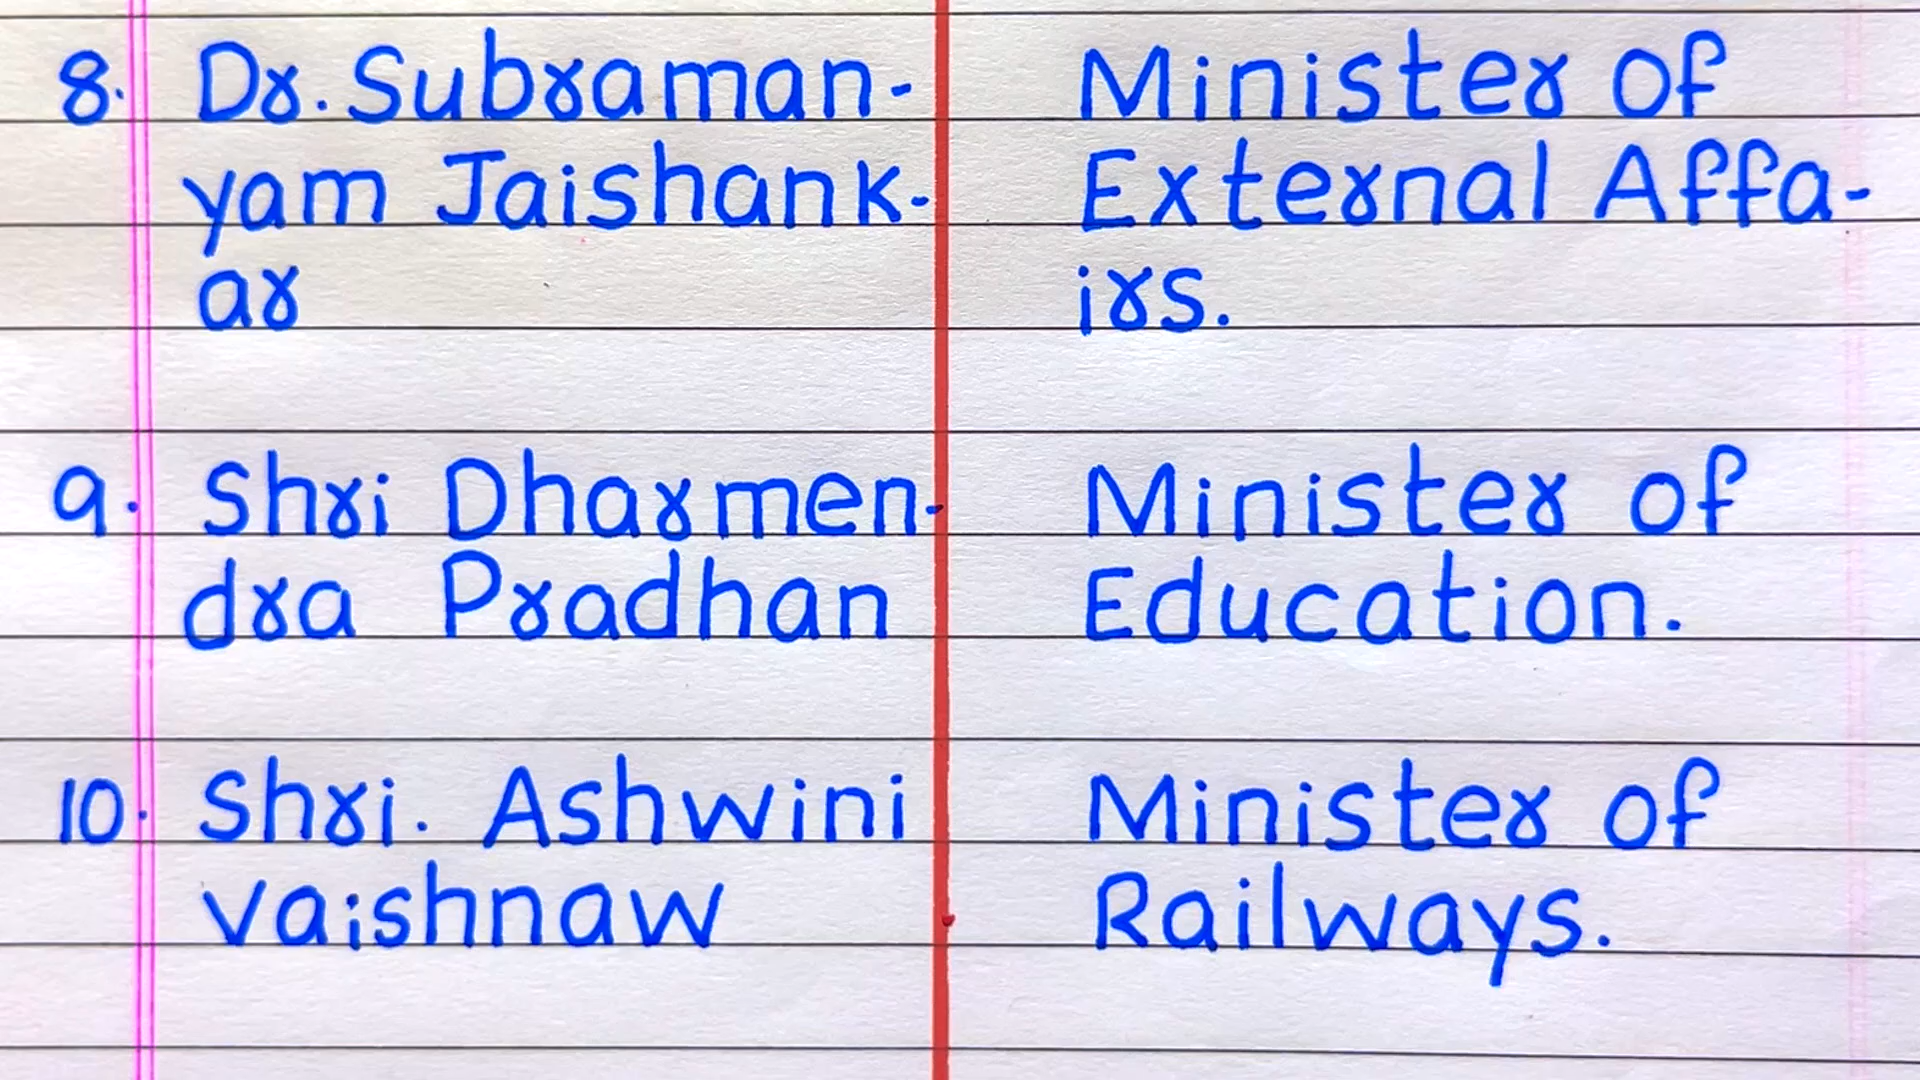 8. Dr. Subraman- Minister of
yam Jaishank- External Affa-
ar irs.
9. Shri Dharmen- Minister of
dra Pradhan Education.
10. Shri. Ashwini Minister of
Vaishnaw Railways.